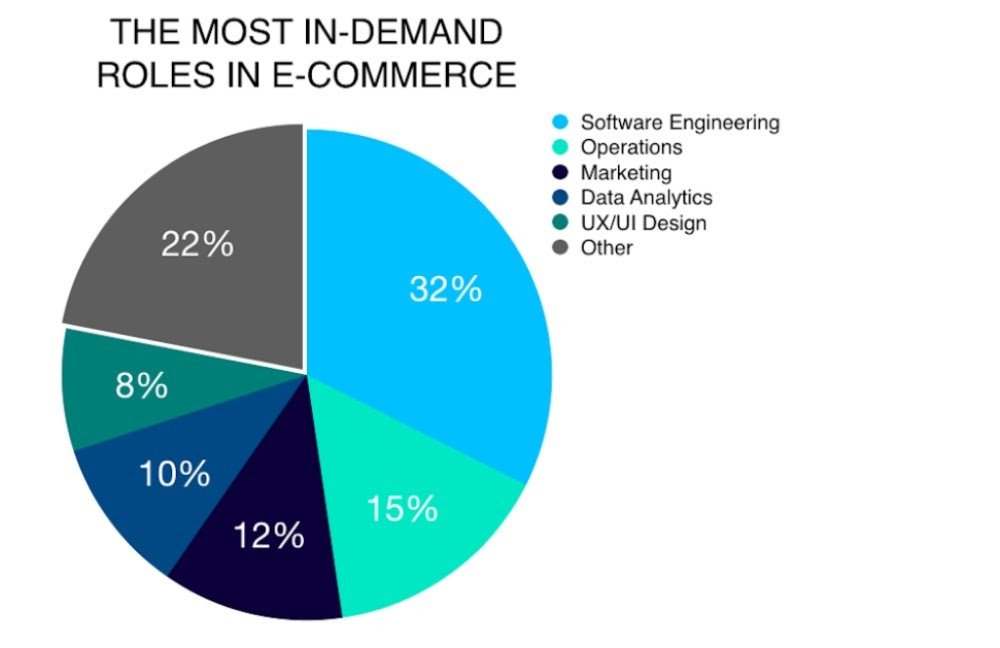 THE MOST IN-DEMAND
ROLES IN E-COMMERCE
Software Engineering
Operations
Marketing
Data Analytics
UX/UI Design
Other
22%
32%
8%
10%
15%
12%